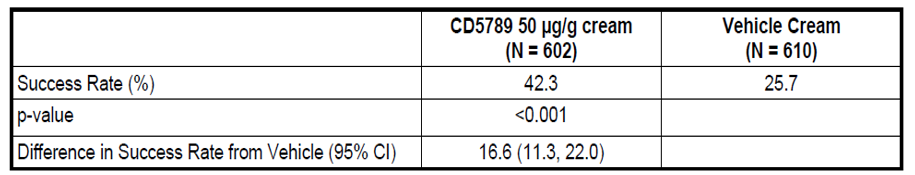 CD5789 50 µg/g cream Vehicle Cream
(N = 602) (N = 610)
Success Rate (%) 42.3 25.7
p-value <0.001
Difference in Success Rate from Vehicle (95% CI) 16.6 (11.3, 22.0)